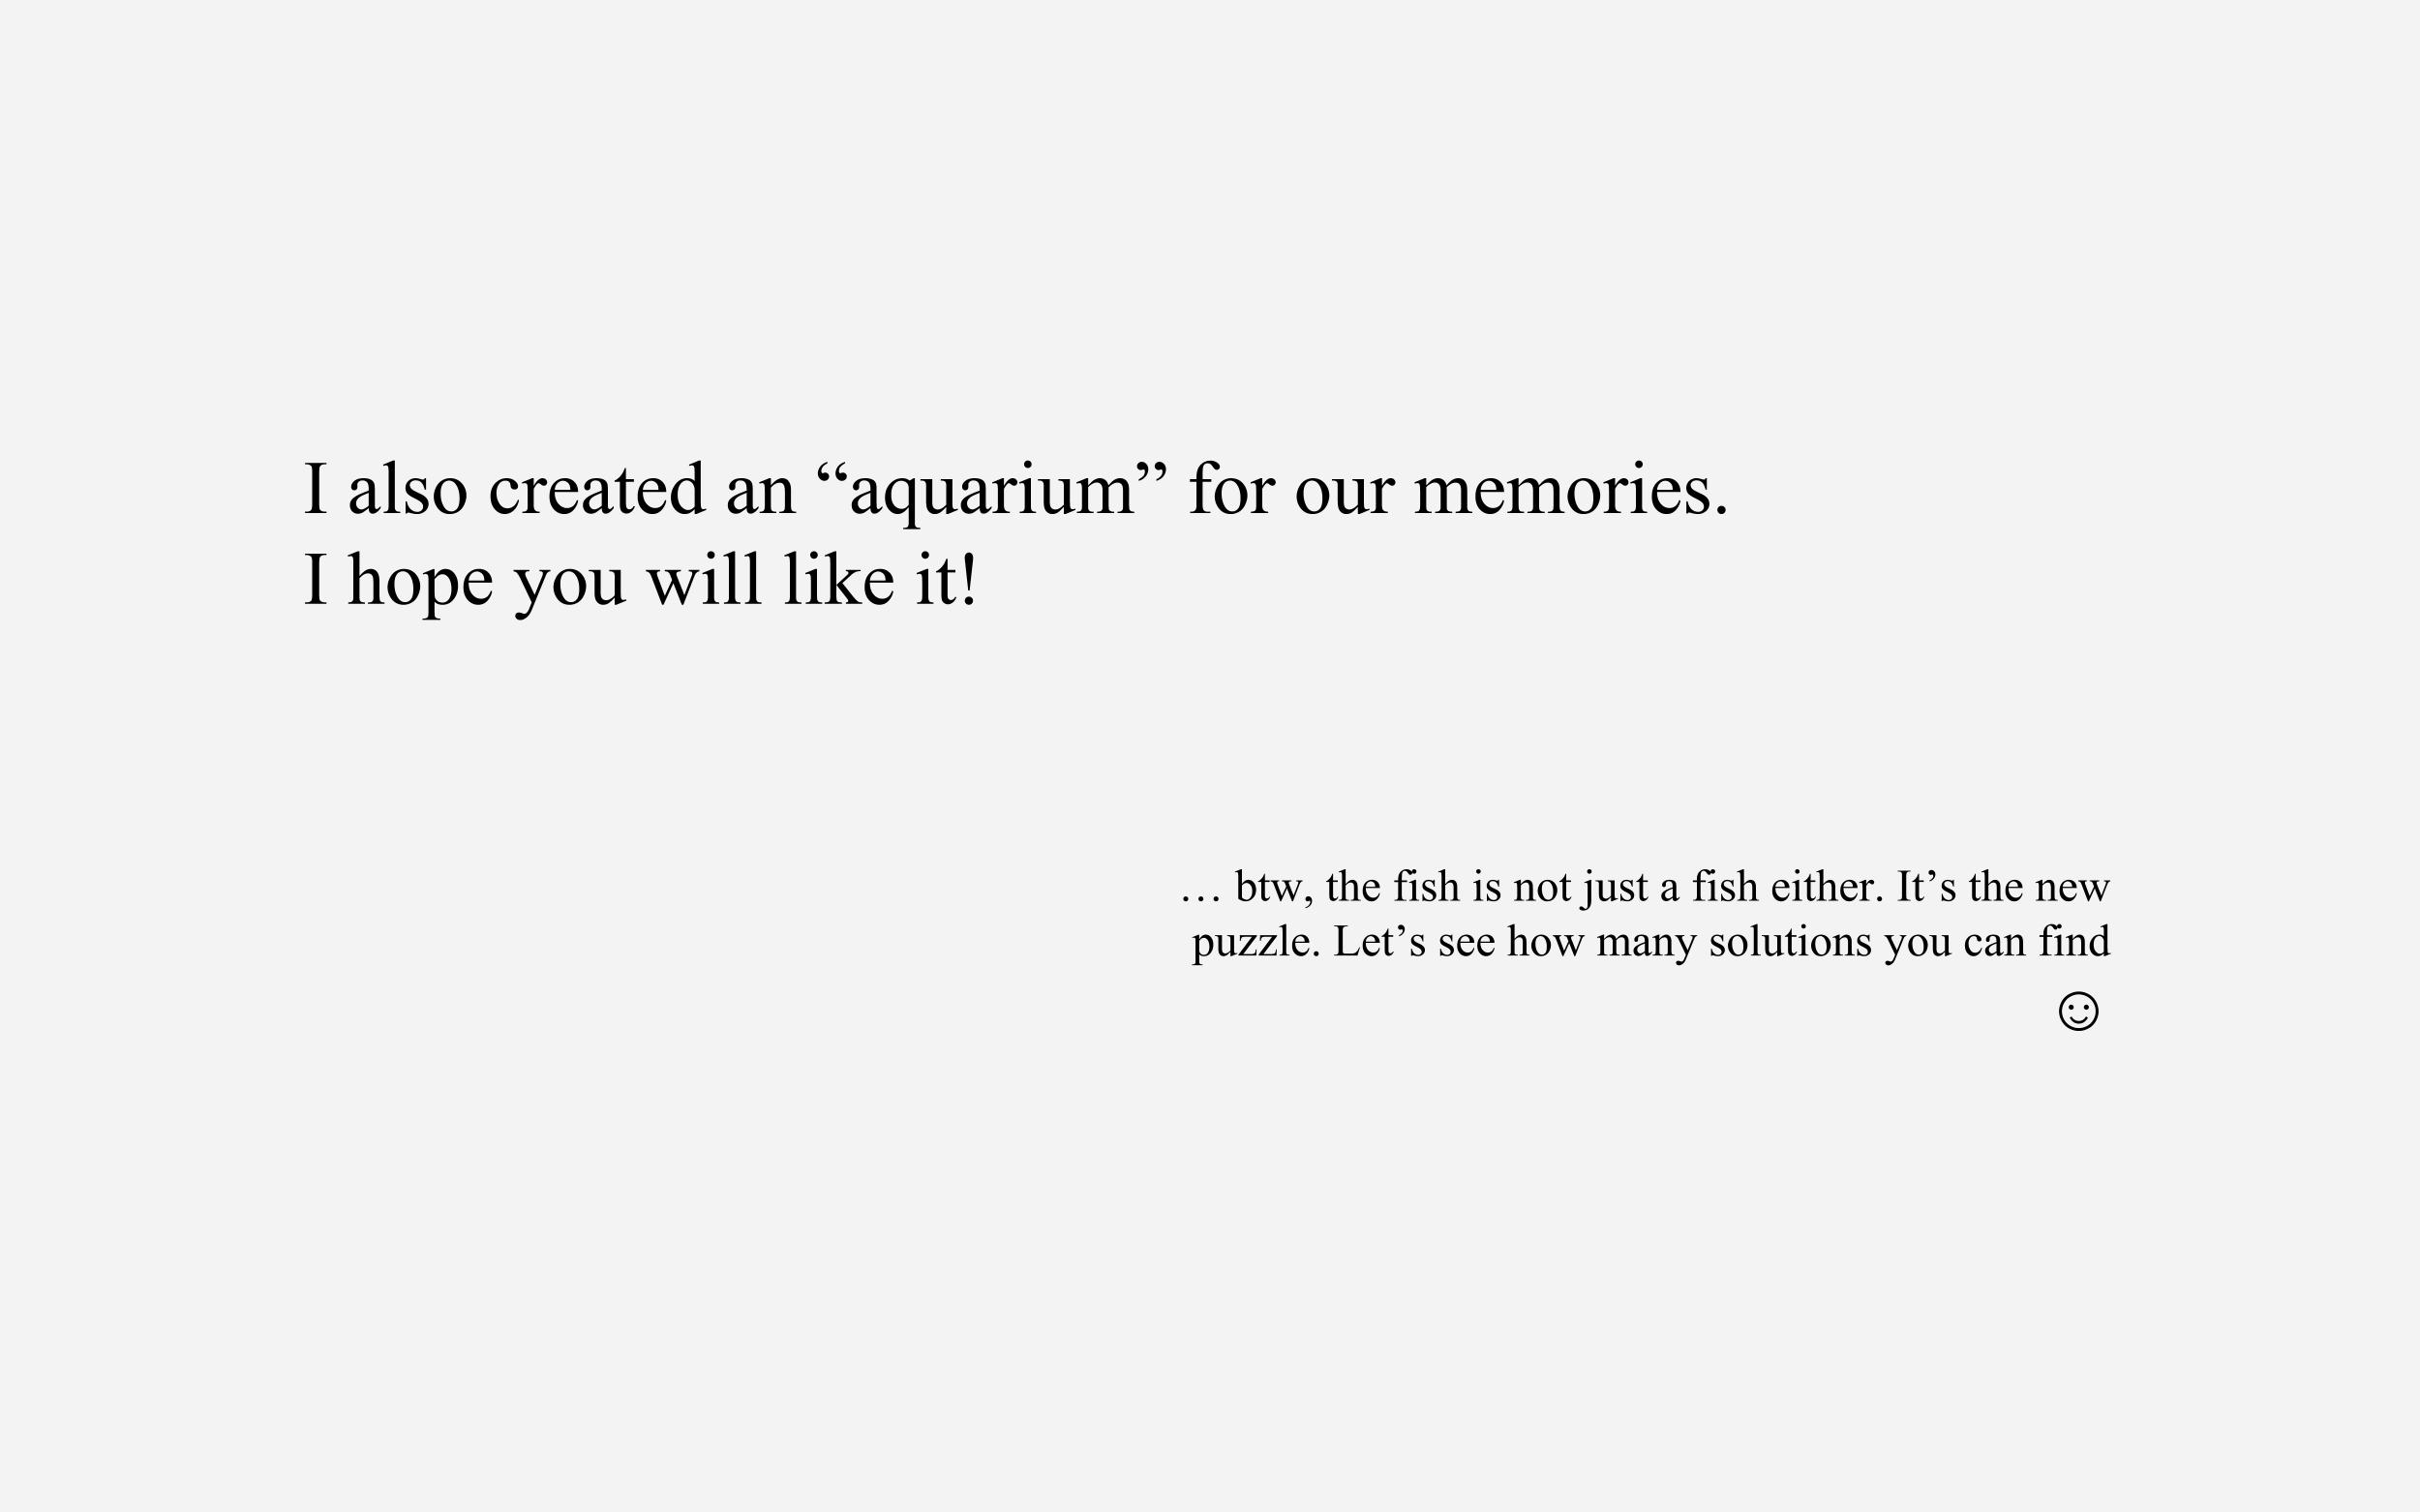 I also created an “aquarium” for our memories.
I hope you will like it!
… btw, the fish is not just a fish either. It’s the new
puzzle. Let’s see how many solutions you can find
☺